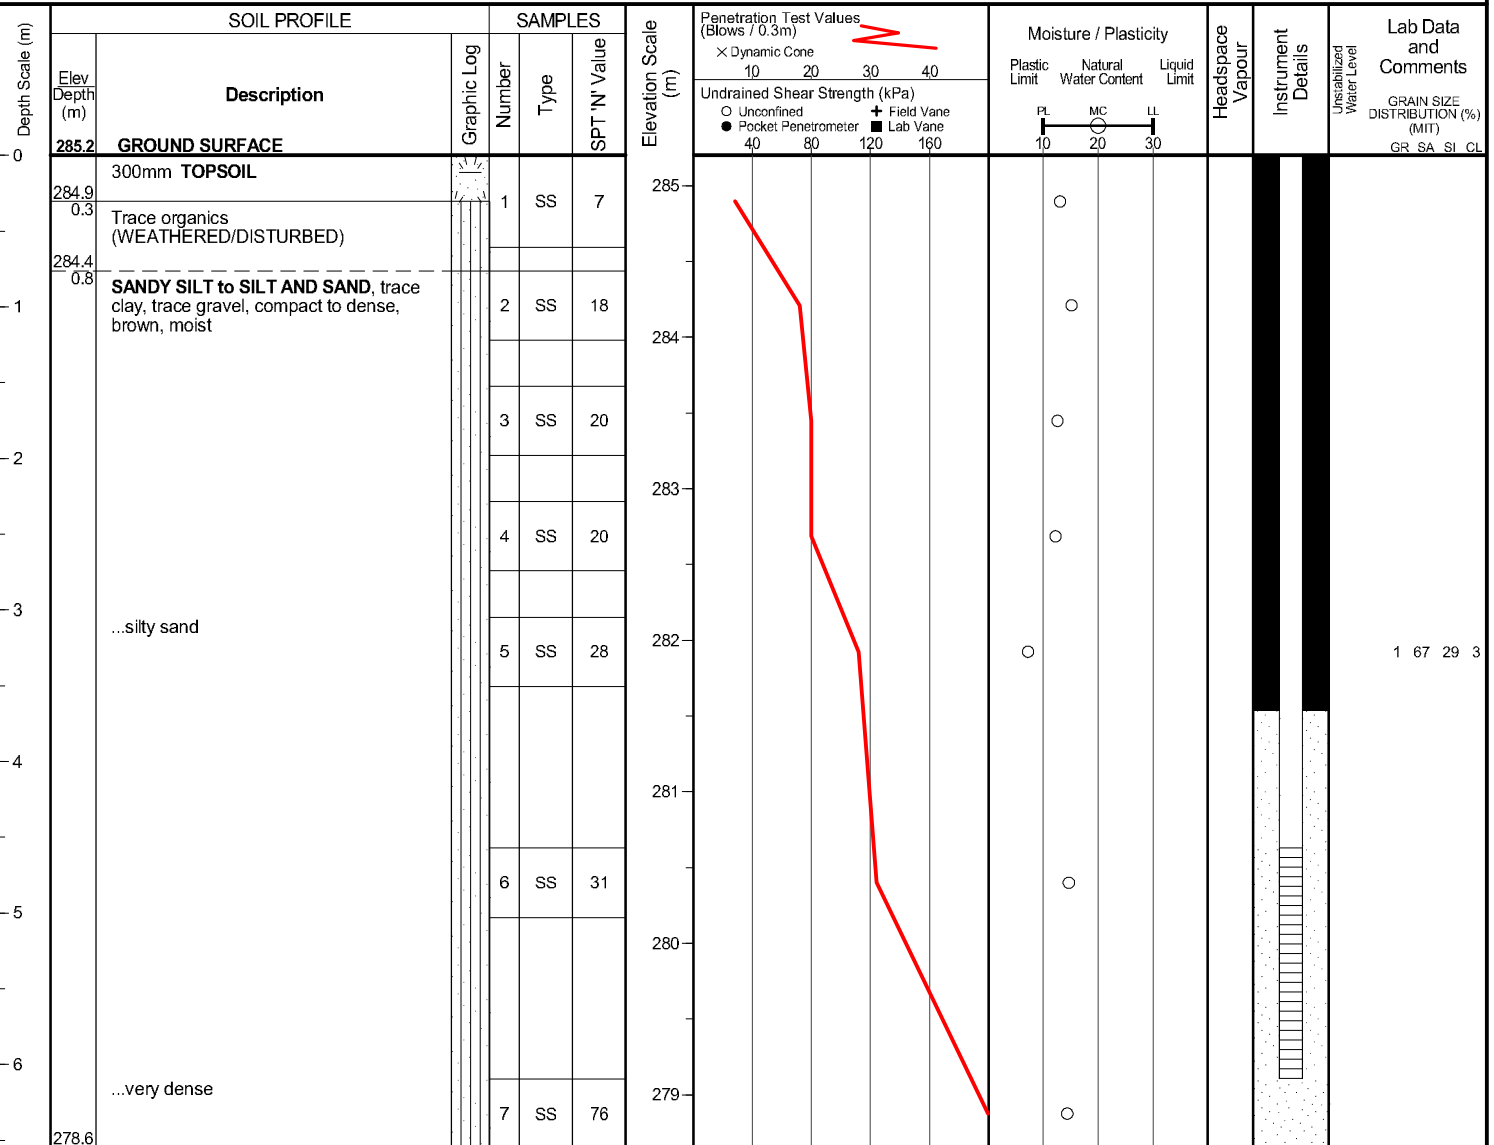 SOIL PROFILE
SAMPLES
Depth Scale (m)
Elev
Depth
(m)
Description
Graphic Log
Number
Type
SPT 'N' Value
Elevation Scale
(m)
Penetration Test Values
(Blows / 0.3m)
× Dynamic Cone
10 20 30 40
Undrained Shear Strength (kPa)
Unconfined
Field Vane
Pocket Penetrometer
Lab Vane
40 80 120 160
Moisture / Plasticity
Plastic
Limit
Natural
Water Content
Liquid
Limit
PL MC LL
10 20 30
Headspace
Vapour
Instrument
Details
Unstabilized
Water Level
Lab Data
and
Comments
GRAIN SIZE
DISTRIBUTION (%)
(MIT)
GR SA SI CL
285.2 GROUND SURFACE
0
300mm TOPSOIL
285
284.9
0.3
1 SS 7
Trace organics
(WEATHERED/DISTURBED)
284.4
0.8
SANDY SILT to SILT AND SAND, trace
clay, trace gravel, compact to dense,
brown, moist
1
2 SS 18
284
3 SS 20
2
283
4 SS 20
3
...silty sand
282
5 SS 28
1 67 29 3
4
281
6 SS 31
5
280
6
...very dense
279
7 SS 76
278.6